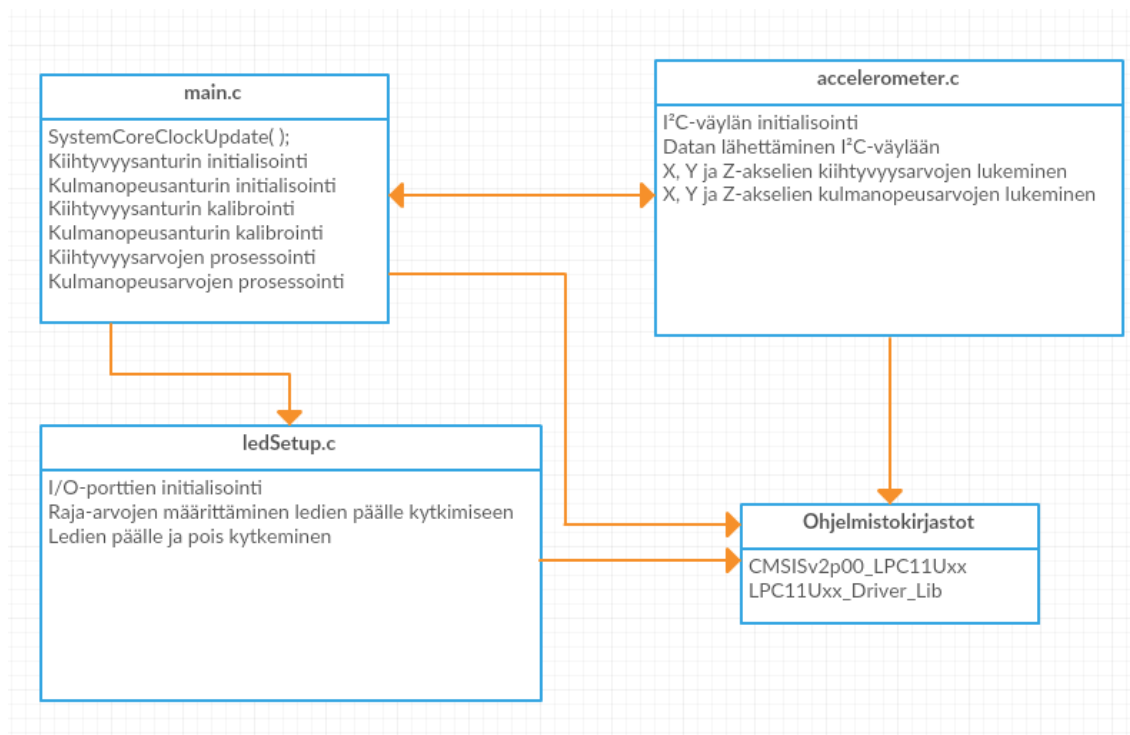 main.c
SystemCoreClockUpdate( );
Kiihtyvyysanturin initialisointi
Kulmanopeusanturin initialisointi
Kiihtyvyysanturin kalibrointi
Kulmanopeusanturin kalibrointi
Kiihtyvyysarvojen prosessointi
Kulmanopeusarvojen prosessointi
accelerometer.c
I²C-väylän initialisointi
Datan lähettäminen I²C-väylään
X, Y ja Z-akselien kiihtyvyysarvojen lukeminen
X, Y ja Z-akselien kulmanopeusarvojen lukeminen
ledSetup.c
I/O-porttien initialisointi
Raja-arvojen määrittäminen ledien päälle kytkimiseen
Ledien päälle ja pois kytkeminen
Ohjelmistokirjastot
CMSISv2p00_LPC11Uxx
LPC11Uxx_Driver_Lib